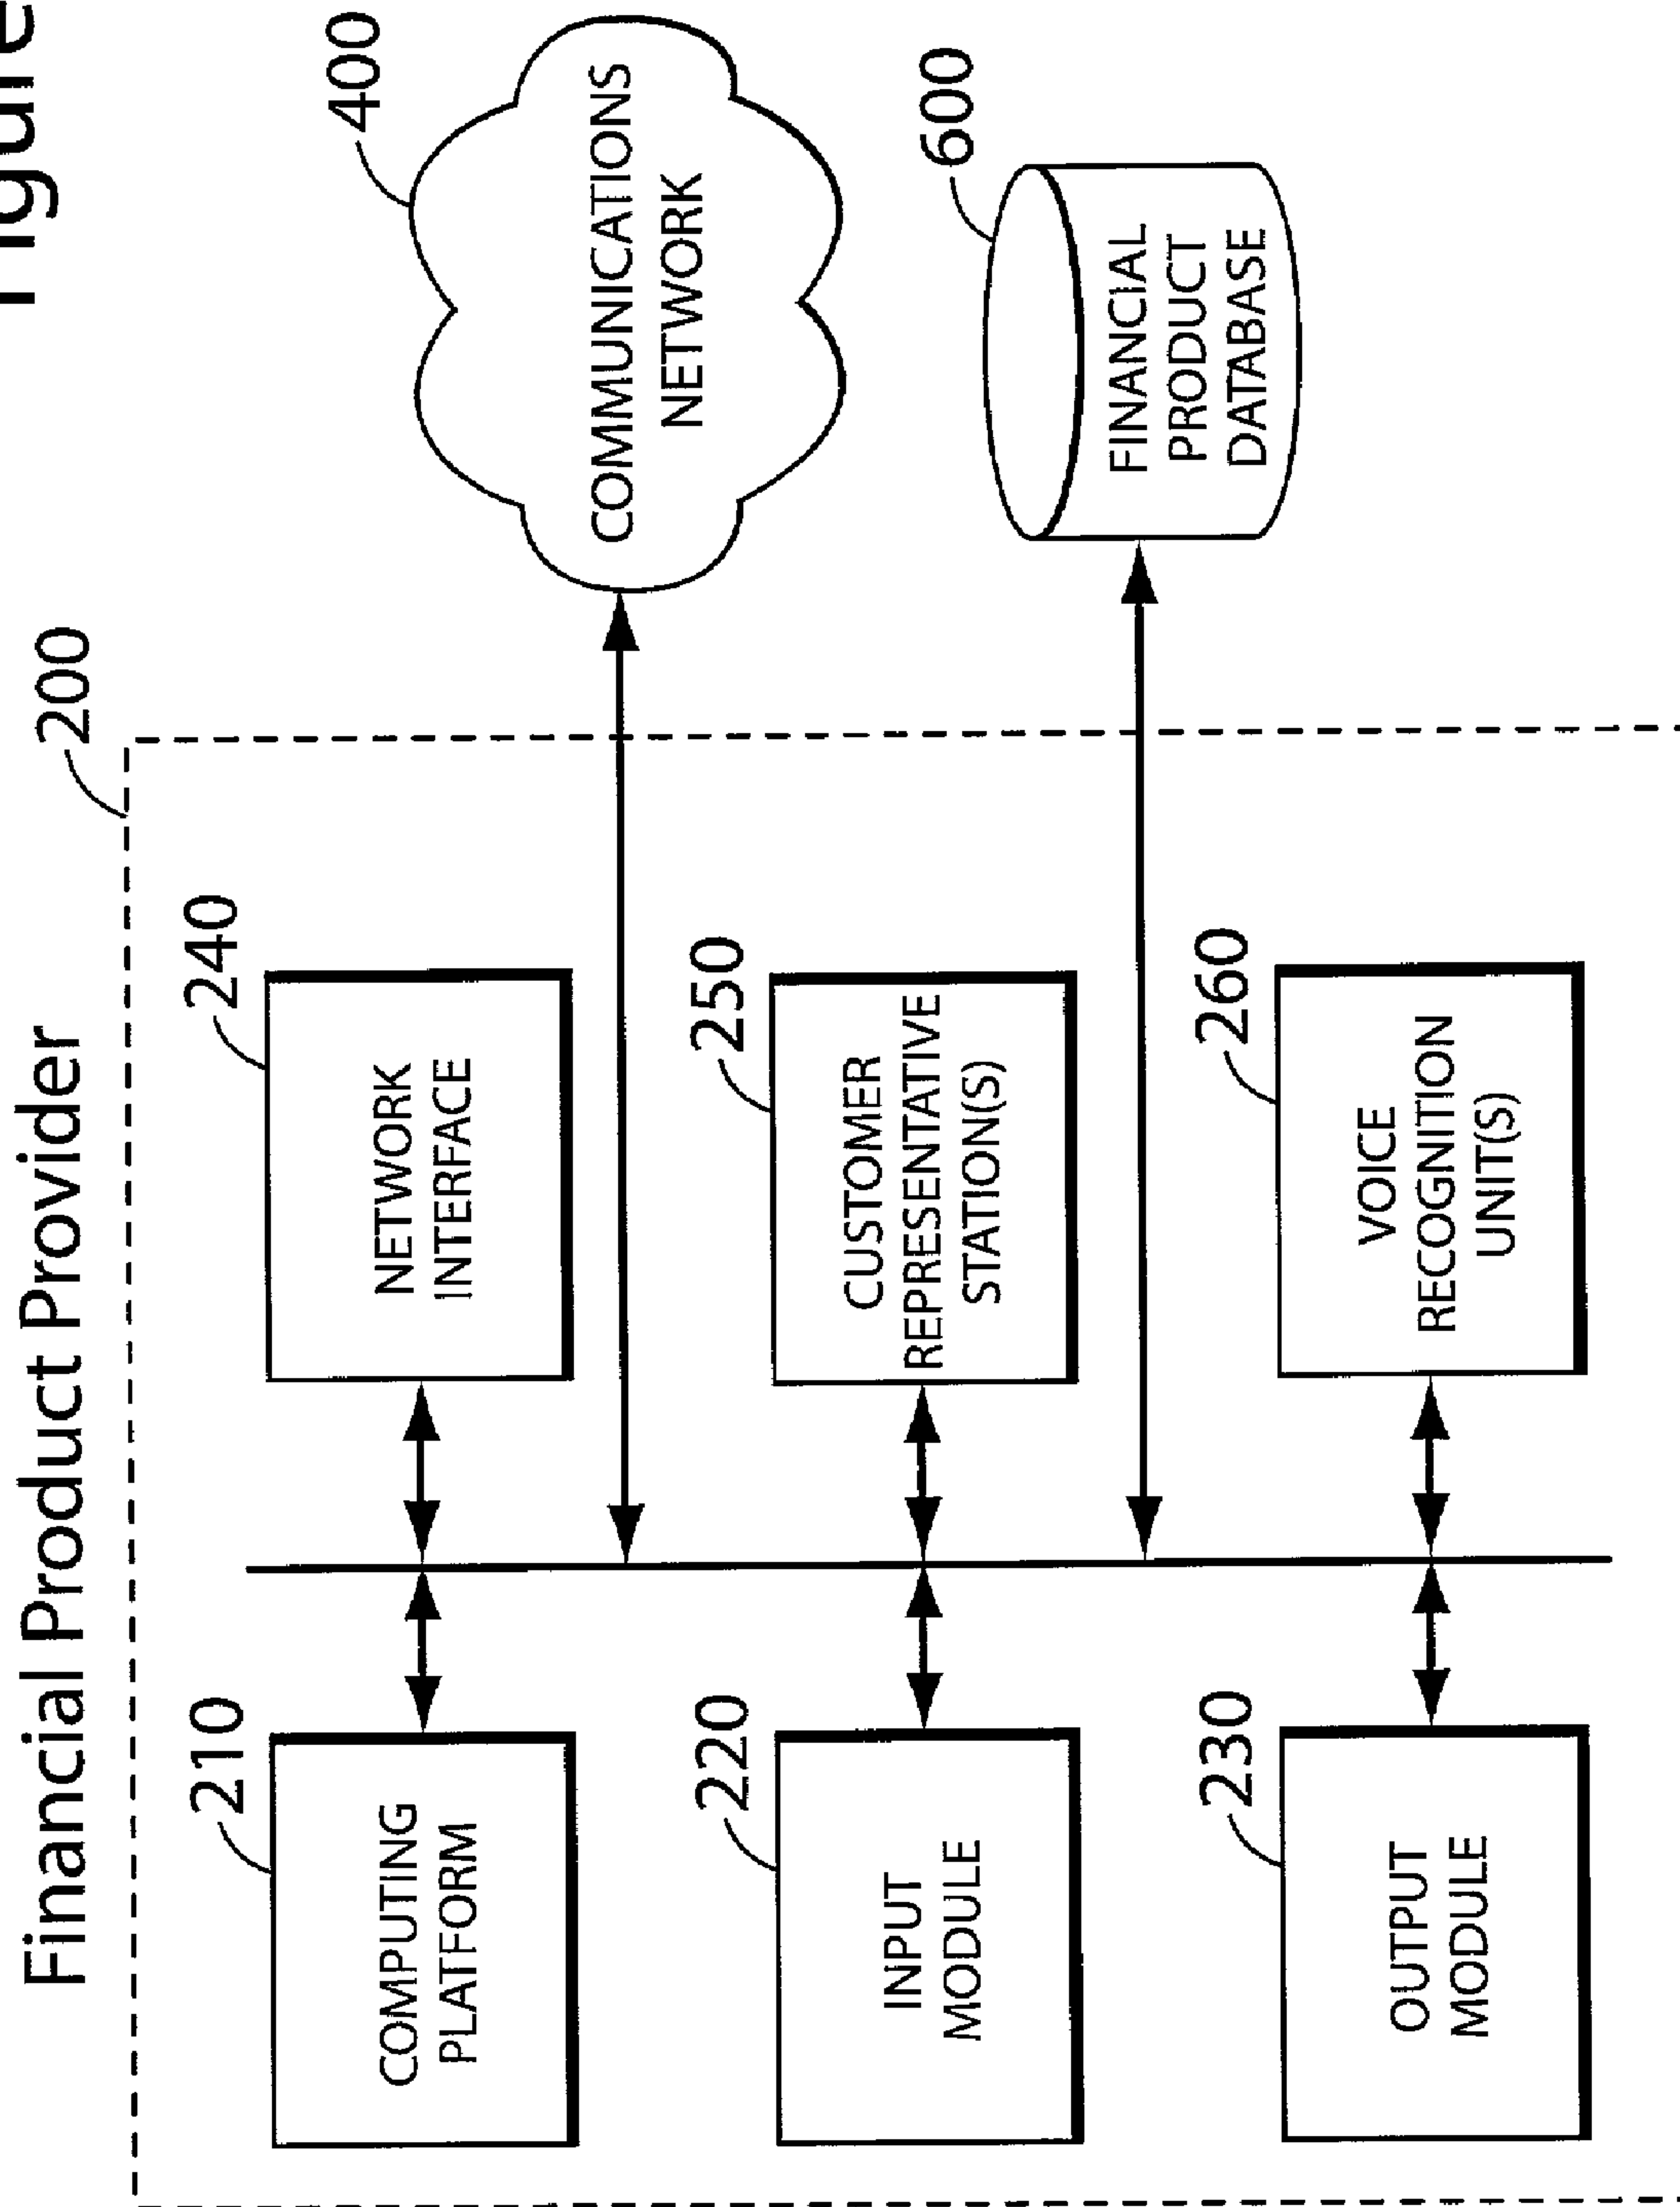 Figure
Financial Product Provider
200
210
COMPUTING
PLATFORM
240
NETWORK
INTERFACE
400
COMMUNICATIONS
NETWORK
220
INPUT
MODULE
250
CUSTOMER
REPRESENTATIVE
STATION(S)
600
FINANCIAL
PRODUCT
DATABASE
230
OUTPUT
MODULE
260
VOICE
RECOGNITION
UNIT(S)